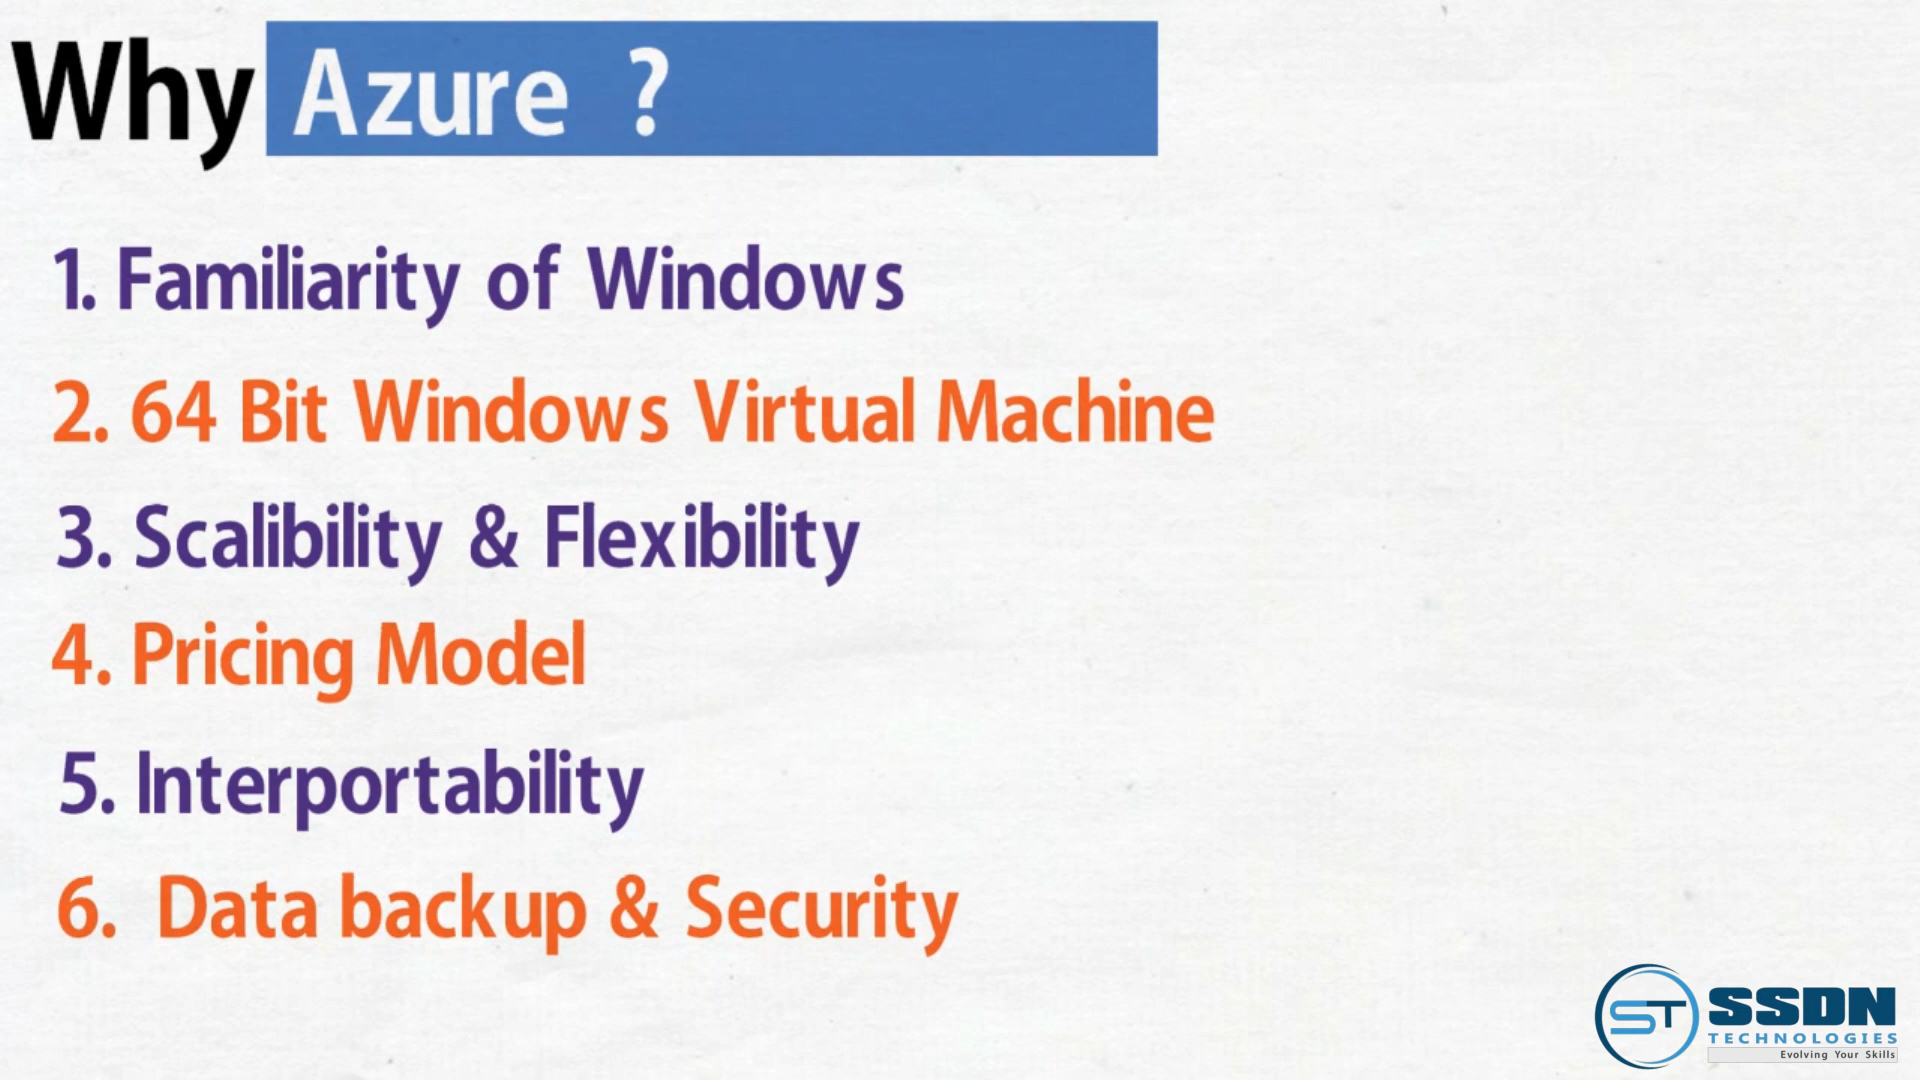 Why Azure ?
1. Familiarity of Windows
2. 64 Bit Windows Virtual Machine
3. Scalibility & Flexibility
4. Pricing Model
5. Interportability
6. Data backup & Security
ST SSDN
TECHNOLOGIES
Evolving Your Skills